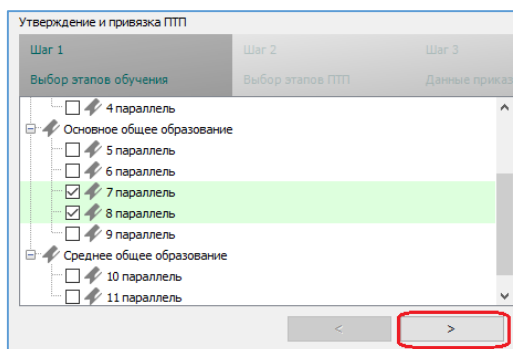 Утверждение и привязка ПТП
Шаг 1 Шаг 2 Шаг 3
Выбор этапов обучения Выбор этапов ПТП Данные приказ
4 параллель
Основное общее образование
5 параллель
6 параллель
7 параллель
8 параллель
9 параллель
Среднее общее образование
10 параллель
11 параллель
< >